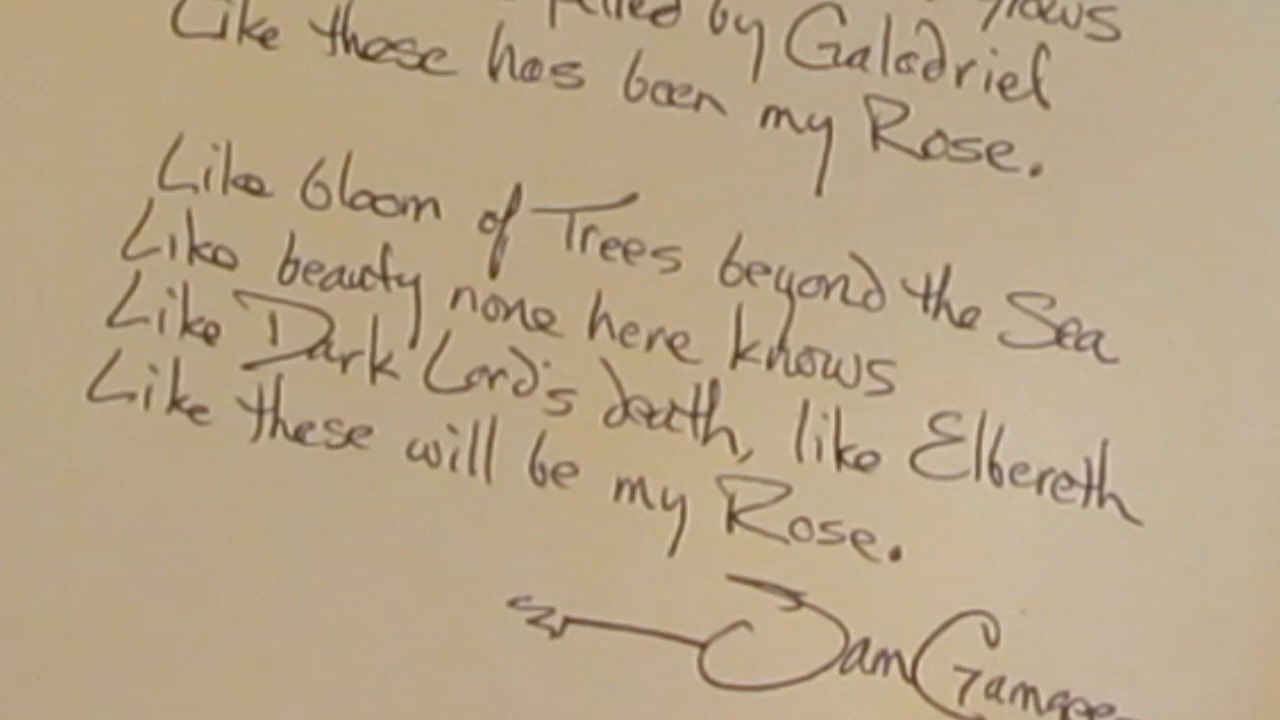 by Galadriel
Like these has been my Rose.
Like bloom of Trees beyond the Sea
Like beauty none here knows
Like Dark Lord's death, like Elbereth
Like these will be my Rose.
Sam Gamgee